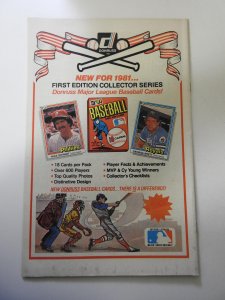 DONRUSS
NEW FOR 1981...
FIRST EDITION COLLECTOR SERIES
Donruss Major League Baseball Cards!
BASEBALL
• 18 Cards per Pack
• Over 600 Players
• Top Quality Photos
• Distinctive Design
• Player Facts & Achievements
• MVP & Cy Young Winners
• Collector's Checklists
NEW DONRUSS BASEBALL CARDS... THERE IS A DIFFERENCE!